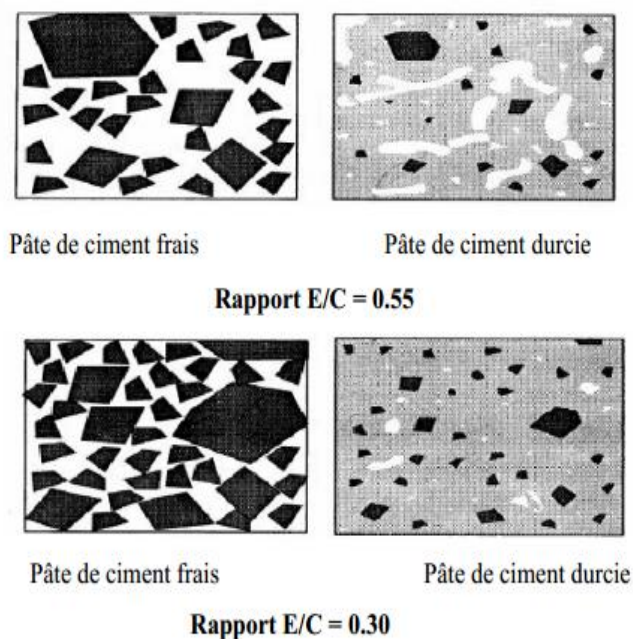 Pâte de ciment frais Pâte de ciment durcie
Rapport E/C = 0.55
Pâte de ciment frais Pâte de ciment durcie
Rapport E/C = 0.30